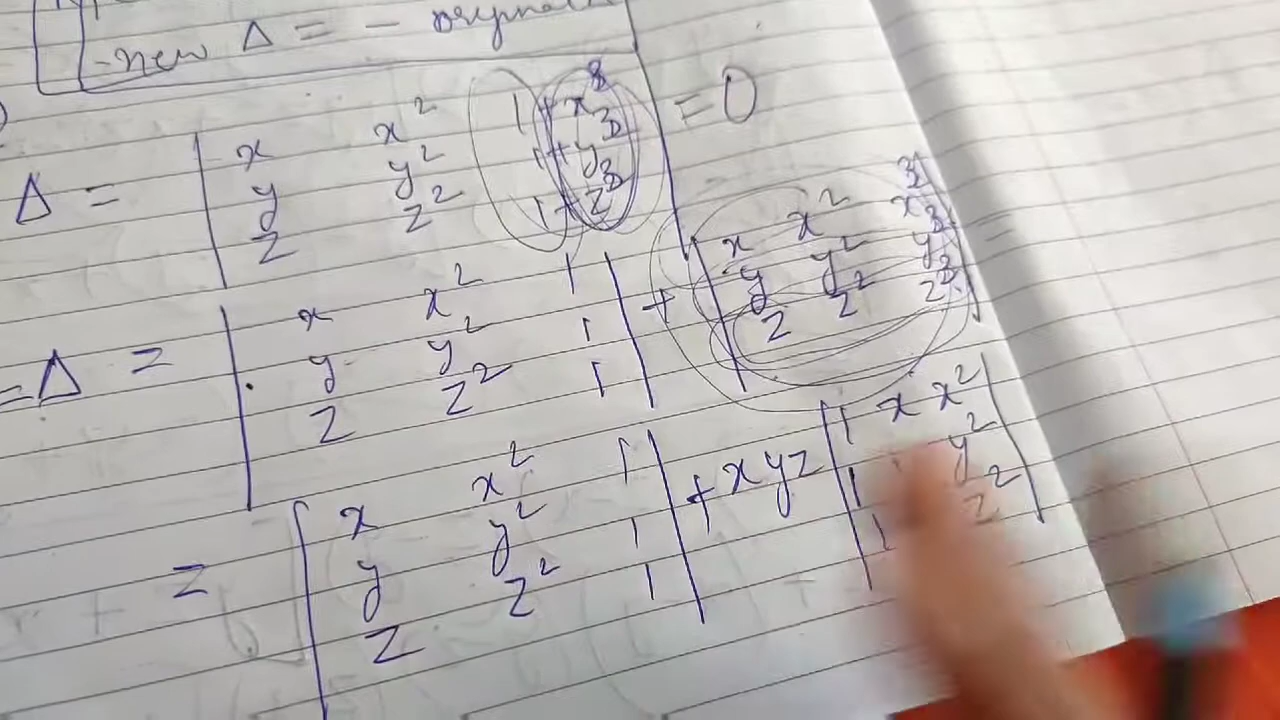 -new Δ = -
Δ = | x x² 1+x³ | = 0
y y² 1+y³
z z² 1+z³
=Δ = | x x² 1 | + | x x² x³ | =
y y² 1 y y² y³
z z² 1 z z² z³
= | x x² 1 | + xyz | 1 x x² |
y y² 1 1 y²
z z² 1 1 z²